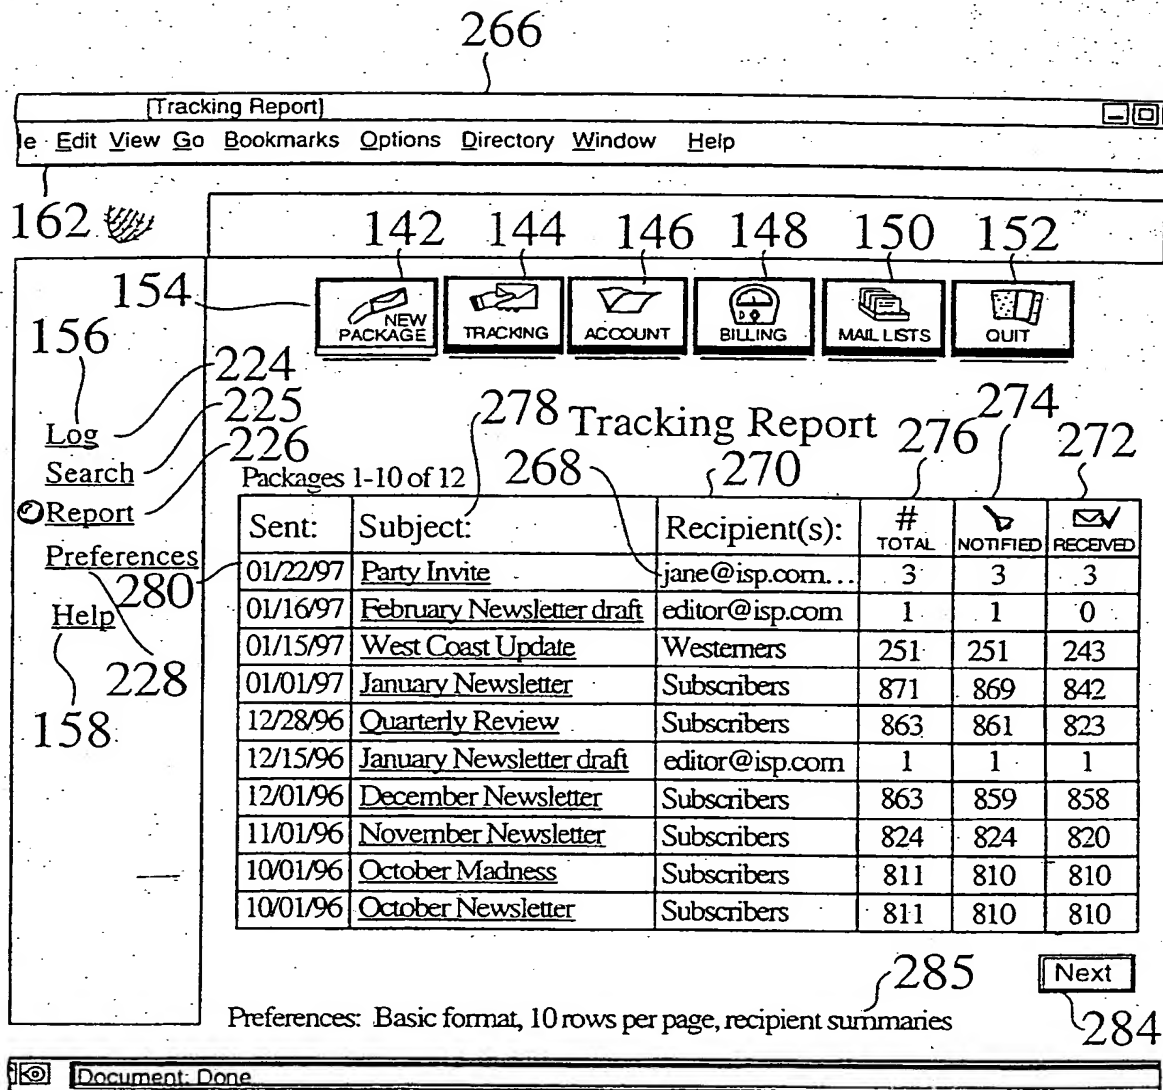 266
[Tracking Report]
e Edit View Go Bookmarks Options Directory Window Help
162
142 144 146 148 150 152
154
NEW PACKAGE TRACKING ACCOUNT BILLING MAIL LISTS QUIT
156
224
Log
225
278 Tracking Report 276 274 272
Search
226
Packages 1-10 of 12 268 270
Report
Sent: Subject: Recipient(s): # TOTAL NOTIFIED RECEIVED
Preferences
280
01/22/97 Party Invite jane@isp.com... 3 3 3
Help
01/16/97 February Newsletter draft editor@isp.com 1 1 0
01/15/97 West Coast Update Westerners 251 251 243
228
01/01/97 January Newsletter Subscribers 871 869 842
158
12/28/96 Quarterly Review Subscribers 863 861 823
12/15/96 January Newsletter draft editor@isp.com 1 1 1
12/01/96 December Newsletter Subscribers 863 859 858
11/01/96 November Newsletter Subscribers 824 824 820
10/01/96 October Madness Subscribers 811 810 810
10/01/96 October Newsletter Subscribers 811 810 810
285
Next
Preferences: Basic format, 10 rows per page, recipient summaries
284
Document: Done